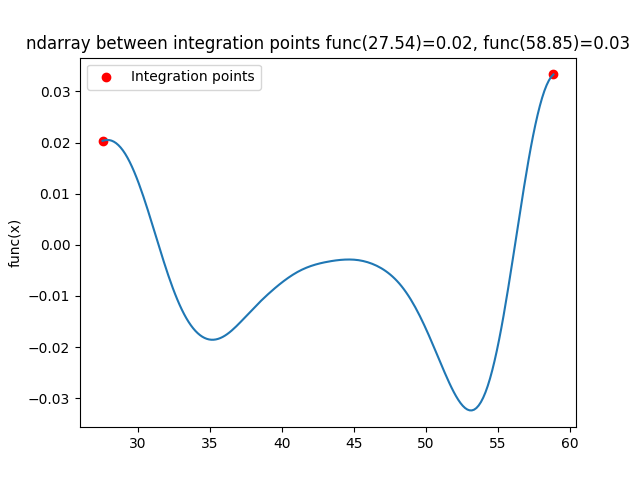 ndarray between integration points func(27.54)=0.02, func(58.85)=0.03
Integration points
func(x)
0.03
0.02
0.01
0.00
−0.01
−0.02
−0.03
30 35 40 45 50 55 60